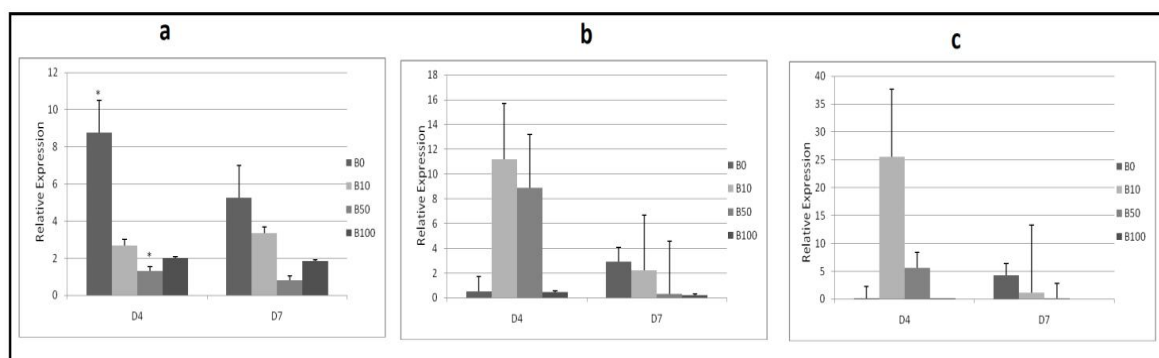 a
Relative Expression
12
10
8
6
4
2
0
*
*
D4
D7
B0
B10
B50
B100
b
Relative Expression
18
16
14
12
10
8
6
4
2
0
D4
D7
B0
B10
B50
B100
c
Relative Expression
40
35
30
25
20
15
10
5
0
D4
D7
B0
B10
B50
B100